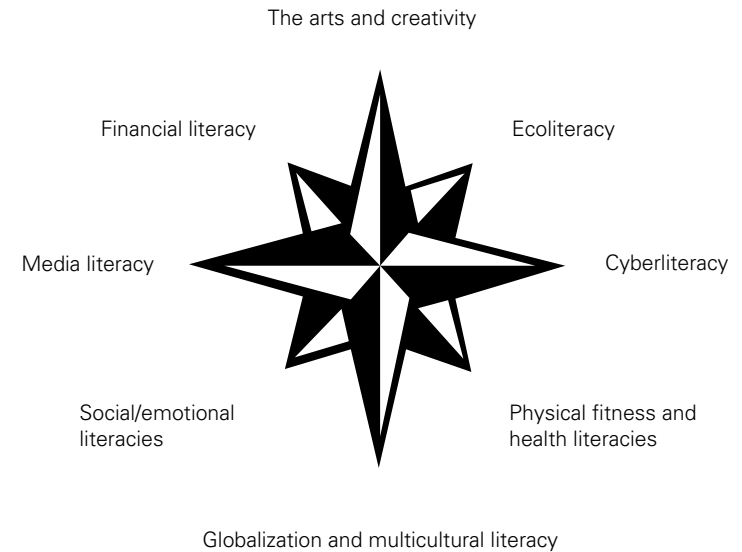 The arts and creativity
Financial literacy
Ecoliteracy
Media literacy
Cyberliteracy
Social/emotional
literacies
Physical fitness and
health literacies
Globalization and multicultural literacy